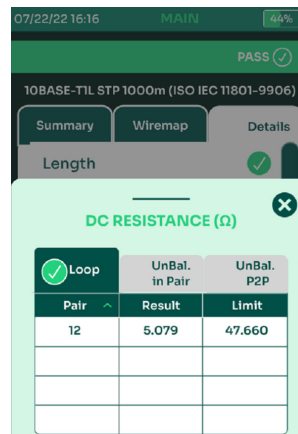 07/22/22 16:16 MAIN 44%
PASS
10BASE-T1L STP 1000m (ISO IEC 11801-9906)
Summary Wiremap Details
Length
DC RESISTANCE (Ω)
Loop UnBal. in Pair UnBal. P2P
Pair Result Limit
12 5.079 47.660